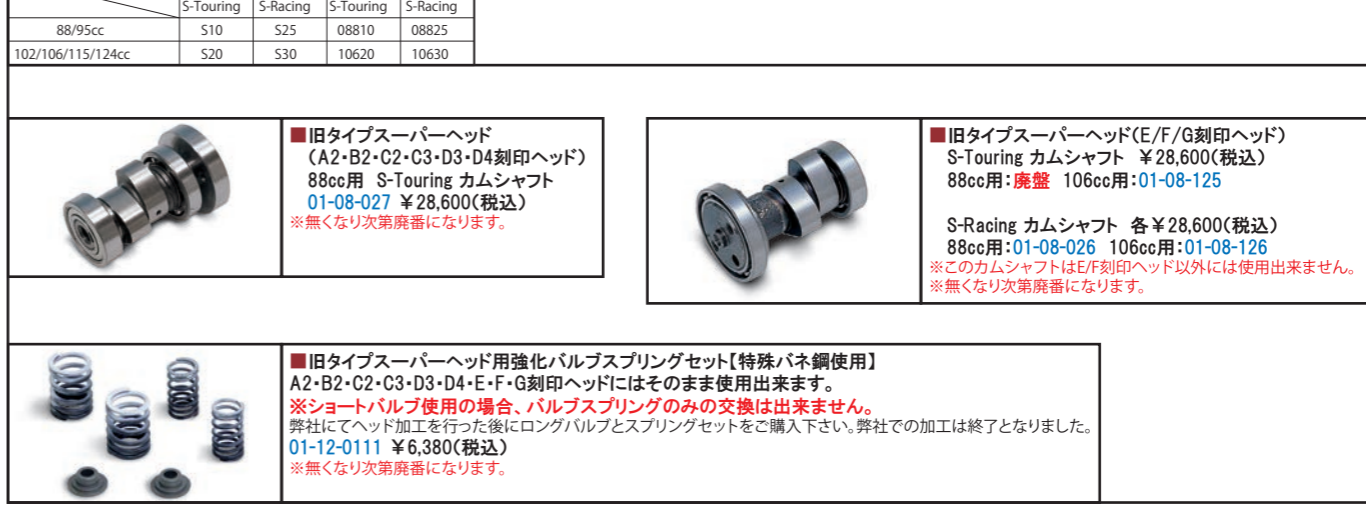 S-Touring S-Racing S-Touring S-Racing
88/95cc S10 S25 08810 08825
102/106/115/124cc S20 S30 10620 10630
■旧タイプスーパーヘッド
(A2・B2・C2・C3・D3・D4刻印ヘッド)
88cc用 S-Touring カムシャフト
01-08-027 ¥28,600(税込)
※無くなり次第廃番になります。
■旧タイプスーパーヘッド(E/F/G刻印ヘッド)
S-Touring カムシャフト ¥28,600(税込)
88cc用:廃盤 106cc用:01-08-125
S-Racing カムシャフト 各¥28,600(税込)
88cc用:01-08-026 106cc用:01-08-126
※このカムシャフトはE/F刻印ヘッド以外には使用出来ません。
※無くなり次第廃番になります。
■旧タイプスーパーヘッド用強化バルブスプリングセット【特殊バネ鋼使用】
A2・B2・C2・C3・D3・D4・E・F・G刻印ヘッドにはそのまま使用出来ます。
※ショートバルブ使用の場合、バルブスプリングのみの交換は出来ません。
弊社にてヘッド加工を行った後にロングバルブとスプリングセットをご購入下さい。弊社での加工は終了となりました。
01-12-0111 ¥6,380(税込)
※無くなり次第廃番になります。